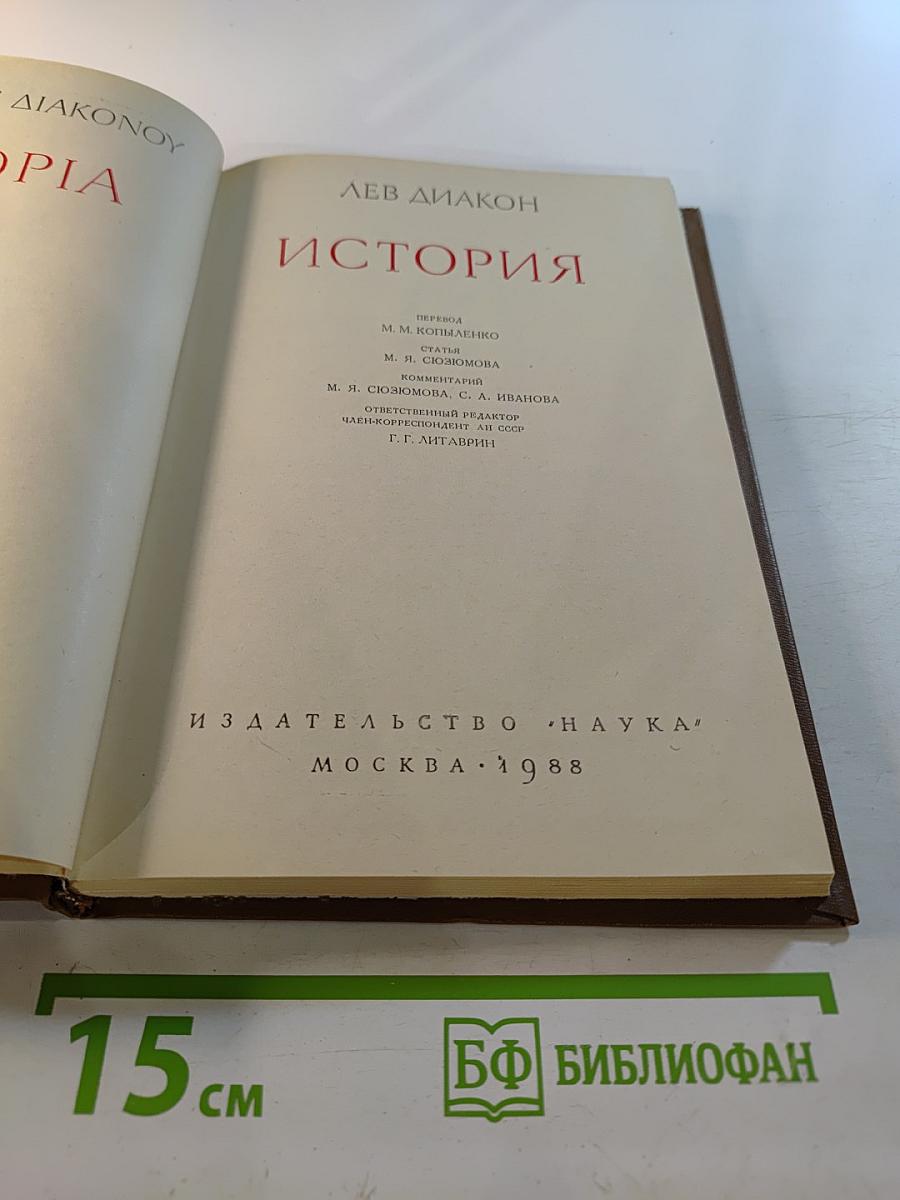 ΔΙΑΚΟΝΟΥ
ΟΡΙΑ
ЛЕВ ДИАКОН
ИСТОРИЯ
ПЕРЕВОД
М. М. КОПЫЛЕНКО
СТАТЬЯ
М. Я. СЮЗЮМОВА
КОММЕНТАРИЙ
М. Я. СЮЗЮМОВА, С. А. ИВАНОВА
ОТВЕТСТВЕННЫЙ РЕДАКТОР
ЧЛЕН-КОРРЕСПОНДЕНТ АН СССР
Г. Г. ЛИТАВРИН
ИЗДАТЕЛЬСТВО "НАУКА"
МОСКВА · 1988
15 см
БФ БИБЛИОФАН